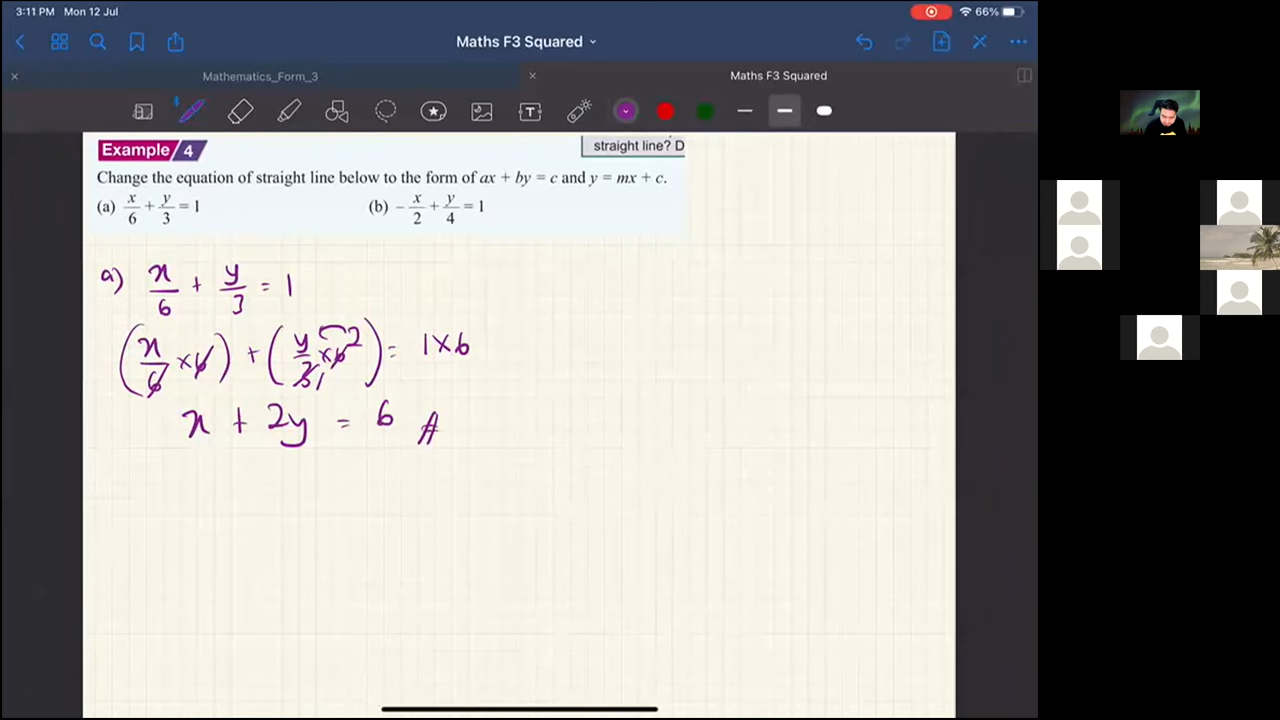 3:11 PM Mon 12 Jul 66%
Maths F3 Squared
Mathematics_Form_3
Maths F3 Squared
T
straight line? D
Example 4
Change the equation of straight line below to the form of ax + by = c and y = mx + c.
(a) x/6 + y/3 = 1 (b) - x/2 + y/4 = 1
a) x/6 + y/3 = 1
(x/6 × 6) + (y/3 × 6 2) = 1 × 6
1
x + 2y = 6